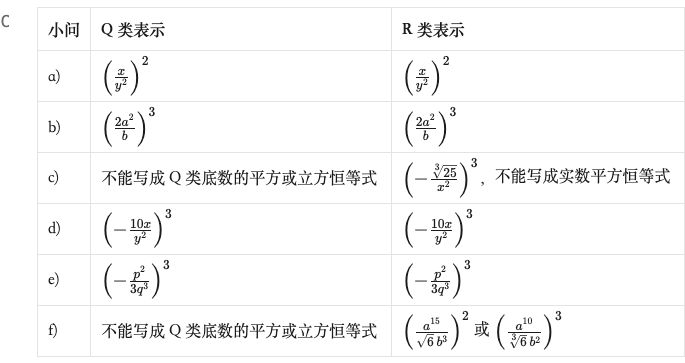 C
小问 Q 类表示 R 类表示
a) (x/y²)² (x/y²)²
b) (2a²/b)³ (2a²/b)³
c) 不能写成 Q 类底数的平方或立方恒等式 (−∛25/x²)³，不能写成实数平方恒等式
d) (−10x/y²)³ (−10x/y²)³
e) (−p²/3q³)³ (−p²/3q³)³
f) 不能写成 Q 类底数的平方或立方恒等式 (a¹⁵/√6 b³)² 或 (a¹⁰/∛6 b²)³